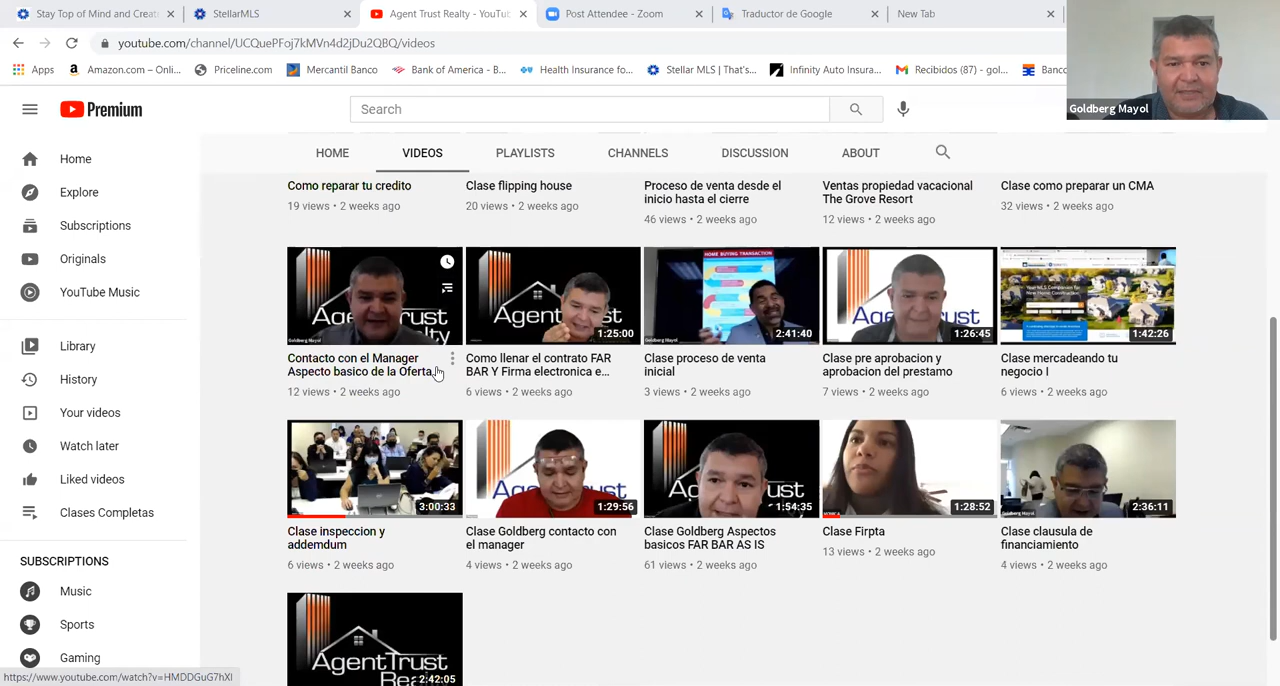 Stay Top of Mind and Creat
StellarMLS
Agent Trust Realty - YouTu
Post Attendee - Zoom
Traductor de Google
New Tab
youtube.com/channel/UCQuePFoj7kMVn4d2jDu2QBQ/videos
Apps
Amazon.com – Onli...
Priceline.com
Mercantil Banco
Bank of America - B...
Health Insurance fo...
Stellar MLS | That's...
Infinity Auto Insura...
Recibidos (87) - gol...
Banco
Goldberg Mayol
Premium
Search
HOME
VIDEOS
PLAYLISTS
CHANNELS
DISCUSSION
ABOUT
Home
Explore
Subscriptions
Originals
YouTube Music
Library
History
Your videos
Watch later
Liked videos
Clases Completas
SUBSCRIPTIONS
Music
Sports
Gaming
Como reparar tu credito
19 views • 2 weeks ago
Clase flipping house
20 views • 2 weeks ago
Proceso de venta desde el
inicio hasta el cierre
46 views • 2 weeks ago
Ventas propiedad vacacional
The Grove Resort
12 views • 2 weeks ago
Clase como preparar un CMA
32 views • 2 weeks ago
Contacto con el Manager
Aspecto basico de la Oferta
12 views • 2 weeks ago
1:25:00
Como llenar el contrato FAR
BAR Y Firma electronica e...
6 views • 2 weeks ago
HOME BUYING TRANSACTION
2:41:40
Clase proceso de venta
inicial
3 views • 2 weeks ago
1:26:45
Clase pre aprobacion y
aprobacion del prestamo
7 views • 2 weeks ago
1:42:26
Clase mercadeando tu
negocio I
6 views • 2 weeks ago
3:00:33
Clase inspeccion y
addemdum
6 views • 2 weeks ago
1:29:56
Clase Goldberg contacto con
el manager
4 views • 2 weeks ago
1:54:35
Clase Goldberg Aspectos
basicos FAR BAR AS IS
61 views • 2 weeks ago
1:28:52
Clase Firpta
13 views • 2 weeks ago
2:36:11
Clase clausula de
financiamiento
4 views • 2 weeks ago
AgentTrust
2:42:05
https://www.youtube.com/watch?v=HMDDGuG7hXI